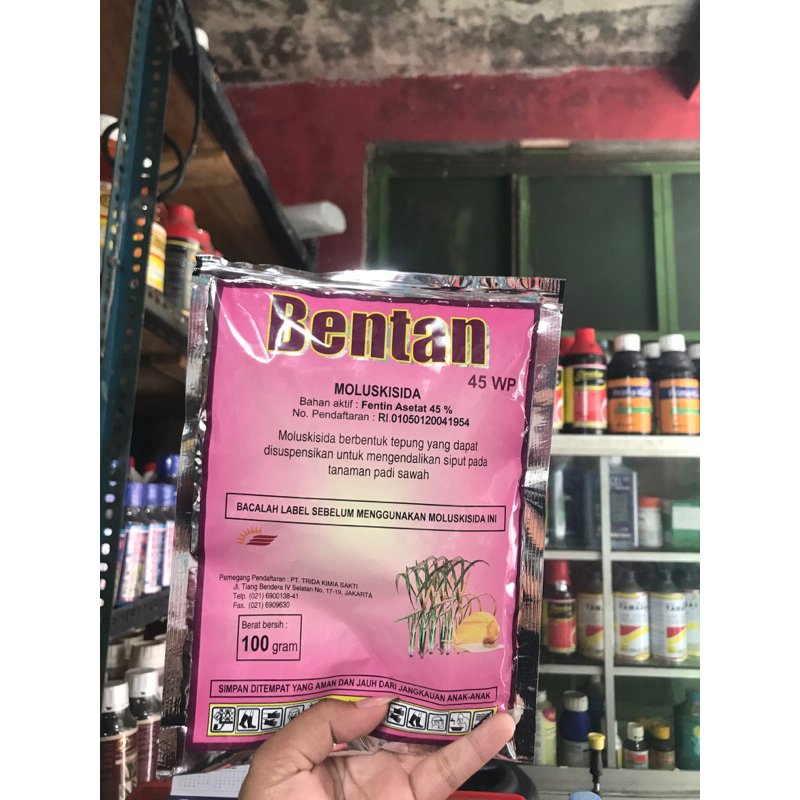 Bentan
45 WP
MOLUSKISIDA
Bahan aktif : Fentin Asetat 45 %
No. Pendaftaran : RI.01050120041954
Moluskisida berbentuk tepung yang dapat
disuspensikan untuk mengendalikan siput pada
tanaman padi sawah
BACALAH LABEL SEBELUM MENGGUNAKAN MOLUSKISIDA INI
Pemegang Pendaftaran : PT. TRIDA KIMIA SAKTI
Jl. Tiang Bendera IV Selatan No. 17-19, JAKARTA
Telp. (021) 6900138-41
Fax. (021) 6909630
Berat bersih :
100 gram
SIMPAN DITEMPAT YANG AMAN DAN JAUH DARI JANGKAUAN ANAK-ANAK